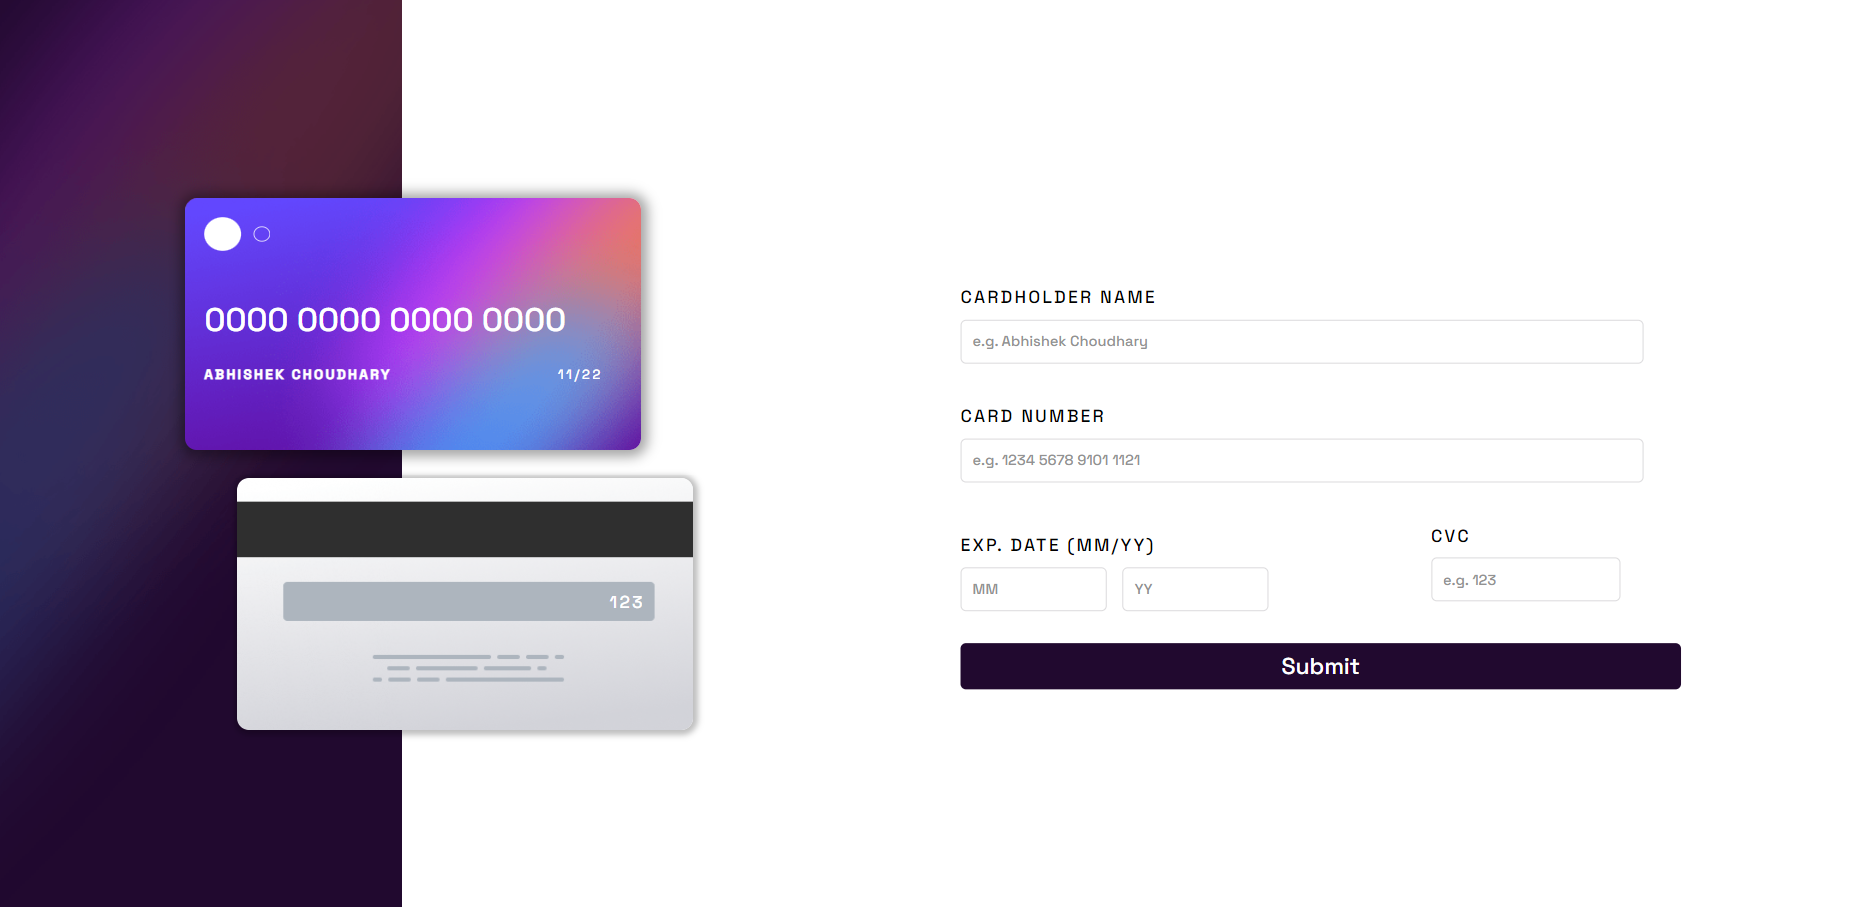 0000 0000 0000 0000
ABHISHEK CHOUDHARY 11/22
123
CARDHOLDER NAME
e.g. Abhishek Choudhary
CARD NUMBER
e.g. 1234 5678 9101 1121
EXP. DATE (MM/YY)
MM YY
CVC
e.g. 123
Submit